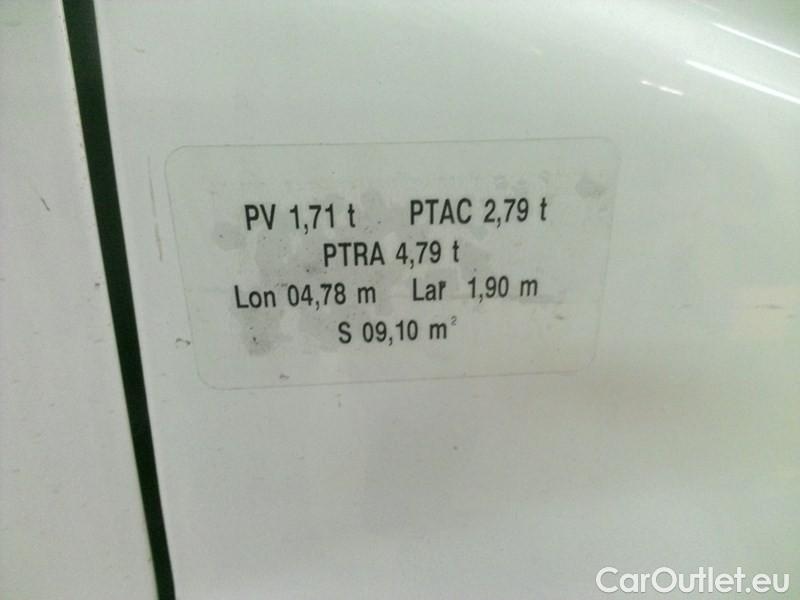 PV 1,71 t PTAC 2,79 t
PTRA 4,79 t
Lon 04,78 m Lar 1,90 m
S 09,10 m²
CarOutlet.eu